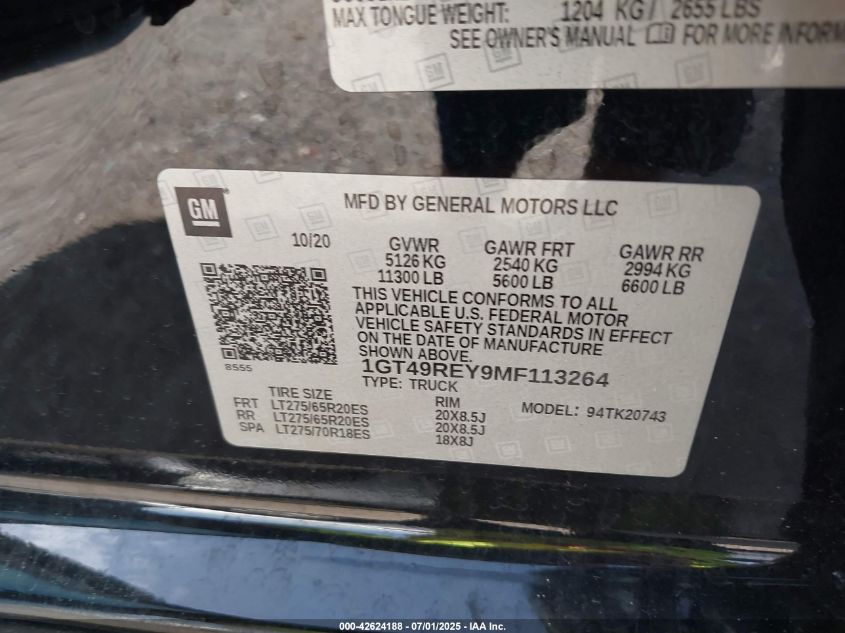 MAX TONGUE WEIGHT: 1204 KG / 2655 LBS
SEE OWNER'S MANUAL FOR MORE INFORM
GM
MFD BY GENERAL MOTORS LLC
10/20 GVWR GAWR FRT GAWR RR
5126 KG 2540 KG 2994 KG
11300 LB 5600 LB 6600 LB
THIS VEHICLE CONFORMS TO ALL
APPLICABLE U.S. FEDERAL MOTOR
VEHICLE SAFETY STANDARDS IN EFFECT
ON THE DATE OF MANUFACTURE
SHOWN ABOVE.
8555
1GT49REY9MF113264
TYPE: TRUCK
TIRE SIZE RIM MODEL: 94TK20743
FRT LT275/65R20ES 20X8.5J
RR LT275/65R20ES 20X8.5J
SPA LT275/70R18ES 18X8J
000-42624188 - 07/01/2025 - IAA Inc.